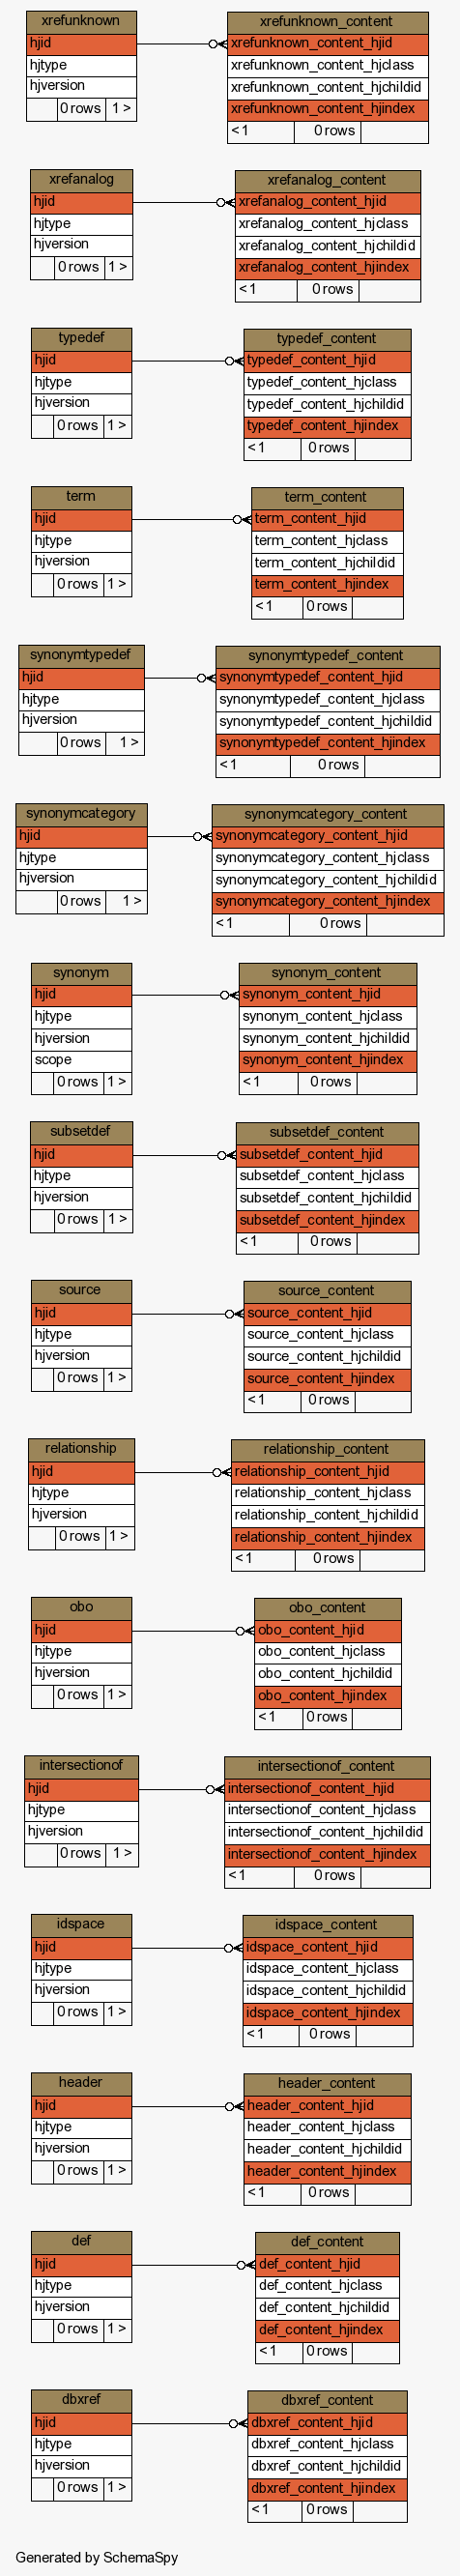 xrefunknown
hjid
hjtype
hjversion
0 rows 1 >
xrefunknown_content
xrefunknown_content_hjid
xrefunknown_content_hjclass
xrefunknown_content_hjchildid
xrefunknown_content_hjindex
< 1 0 rows
xrefanalog
hjid
hjtype
hjversion
0 rows 1 >
xrefanalog_content
xrefanalog_content_hjid
xrefanalog_content_hjclass
xrefanalog_content_hjchildid
xrefanalog_content_hjindex
< 1 0 rows
typedef
hjid
hjtype
hjversion
0 rows 1 >
typedef_content
typedef_content_hjid
typedef_content_hjclass
typedef_content_hjchildid
typedef_content_hjindex
< 1 0 rows
term
hjid
hjtype
hjversion
0 rows 1 >
term_content
term_content_hjid
term_content_hjclass
term_content_hjchildid
term_content_hjindex
< 1 0 rows
synonymtypedef
hjid
hjtype
hjversion
0 rows 1 >
synonymtypedef_content
synonymtypedef_content_hjid
synonymtypedef_content_hjclass
synonymtypedef_content_hjchildid
synonymtypedef_content_hjindex
< 1 0 rows
synonymcategory
hjid
hjtype
hjversion
0 rows 1 >
synonymcategory_content
synonymcategory_content_hjid
synonymcategory_content_hjclass
synonymcategory_content_hjchildid
synonymcategory_content_hjindex
< 1 0 rows
synonym
hjid
hjtype
hjversion
scope
0 rows 1 >
synonym_content
synonym_content_hjid
synonym_content_hjclass
synonym_content_hjchildid
synonym_content_hjindex
< 1 0 rows
subsetdef
hjid
hjtype
hjversion
0 rows 1 >
subsetdef_content
subsetdef_content_hjid
subsetdef_content_hjclass
subsetdef_content_hjchildid
subsetdef_content_hjindex
< 1 0 rows
source
hjid
hjtype
hjversion
0 rows 1 >
source_content
source_content_hjid
source_content_hjclass
source_content_hjchildid
source_content_hjindex
< 1 0 rows
relationship
hjid
hjtype
hjversion
0 rows 1 >
relationship_content
relationship_content_hjid
relationship_content_hjclass
relationship_content_hjchildid
relationship_content_hjindex
< 1 0 rows
obo
hjid
hjtype
hjversion
0 rows 1 >
obo_content
obo_content_hjid
obo_content_hjclass
obo_content_hjchildid
obo_content_hjindex
< 1 0 rows
intersectionof
hjid
hjtype
hjversion
0 rows 1 >
intersectionof_content
intersectionof_content_hjid
intersectionof_content_hjclass
intersectionof_content_hjchildid
intersectionof_content_hjindex
< 1 0 rows
idspace
hjid
hjtype
hjversion
0 rows 1 >
idspace_content
idspace_content_hjid
idspace_content_hjclass
idspace_content_hjchildid
idspace_content_hjindex
< 1 0 rows
header
hjid
hjtype
hjversion
0 rows 1 >
header_content
header_content_hjid
header_content_hjclass
header_content_hjchildid
header_content_hjindex
< 1 0 rows
def
hjid
hjtype
hjversion
0 rows 1 >
def_content
def_content_hjid
def_content_hjclass
def_content_hjchildid
def_content_hjindex
< 1 0 rows
dbxref
hjid
hjtype
hjversion
0 rows 1 >
dbxref_content
dbxref_content_hjid
dbxref_content_hjclass
dbxref_content_hjchildid
dbxref_content_hjindex
< 1 0 rows
Generated by SchemaSpy